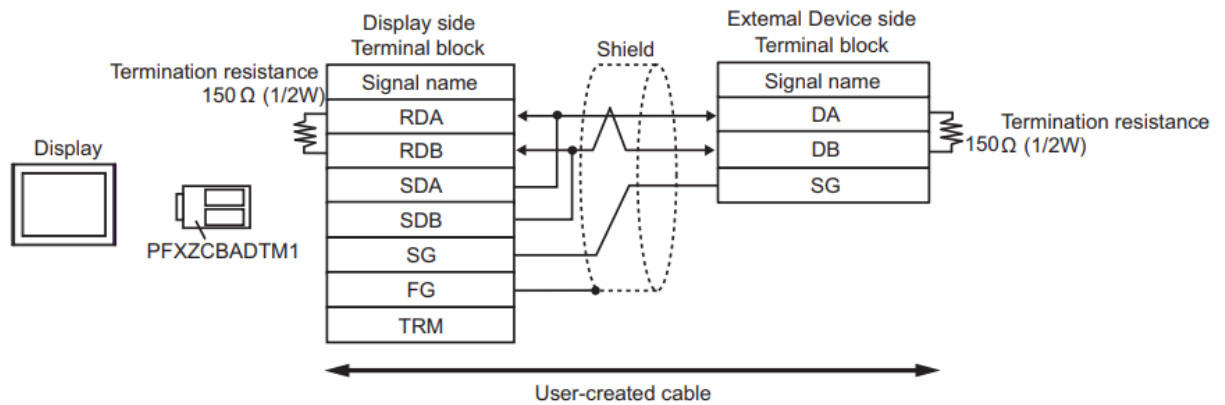 Display side
Terminal block
External Device side
Terminal block
Shield
Termination resistance
150Ω (1/2W)
Signal name
RDA
RDB
SDA
SDB
SG
FG
TRM
Signal name
DA
DB
SG
Termination resistance
150Ω (1/2W)
Display
PFXZCBADTM1
User-created cable